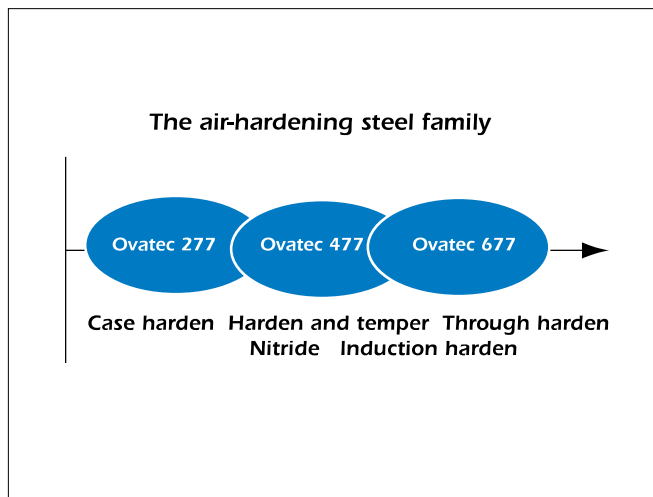 The air-hardening steel family
Ovatec 277 Ovatec 477 Ovatec 677
Case harden Harden and temper Through harden
Nitride Induction harden